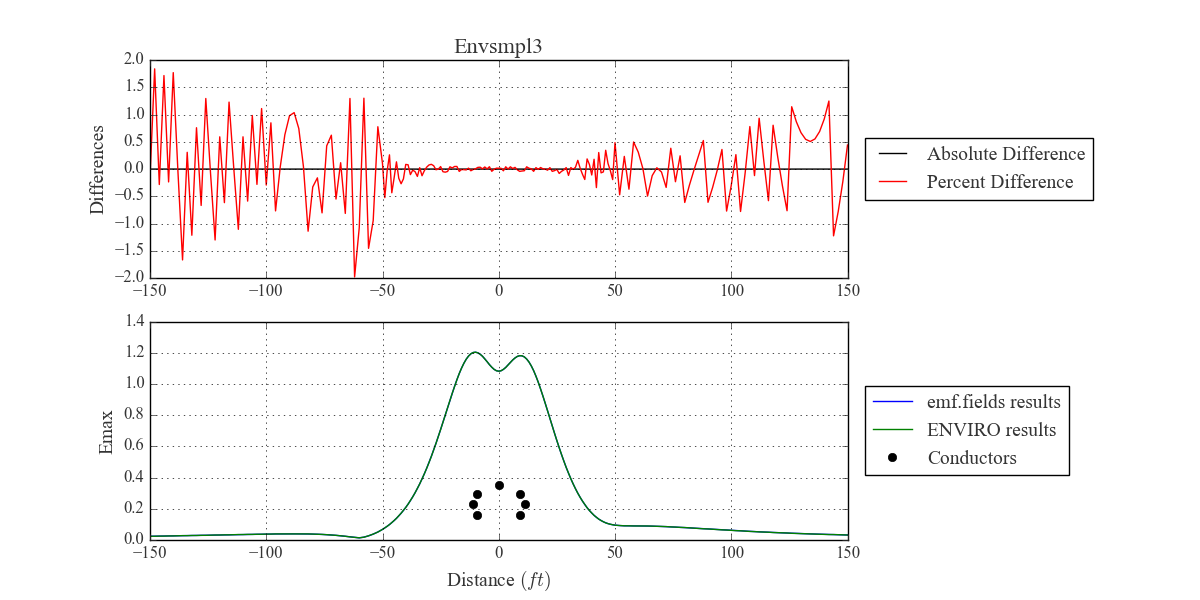 Envsmpl3
Differences
2.0
1.5
1.0
0.5
0.0
−0.5
−1.0
−1.5
−2.0
−150 −100 −50 0 50 100 150
Absolute Difference
Percent Difference
Emax
1.4
1.2
1.0
0.8
0.6
0.4
0.2
0.0
−150 −100 −50 0 50 100 150
Distance (ft)
emf.fields results
ENVIRO results
Conductors